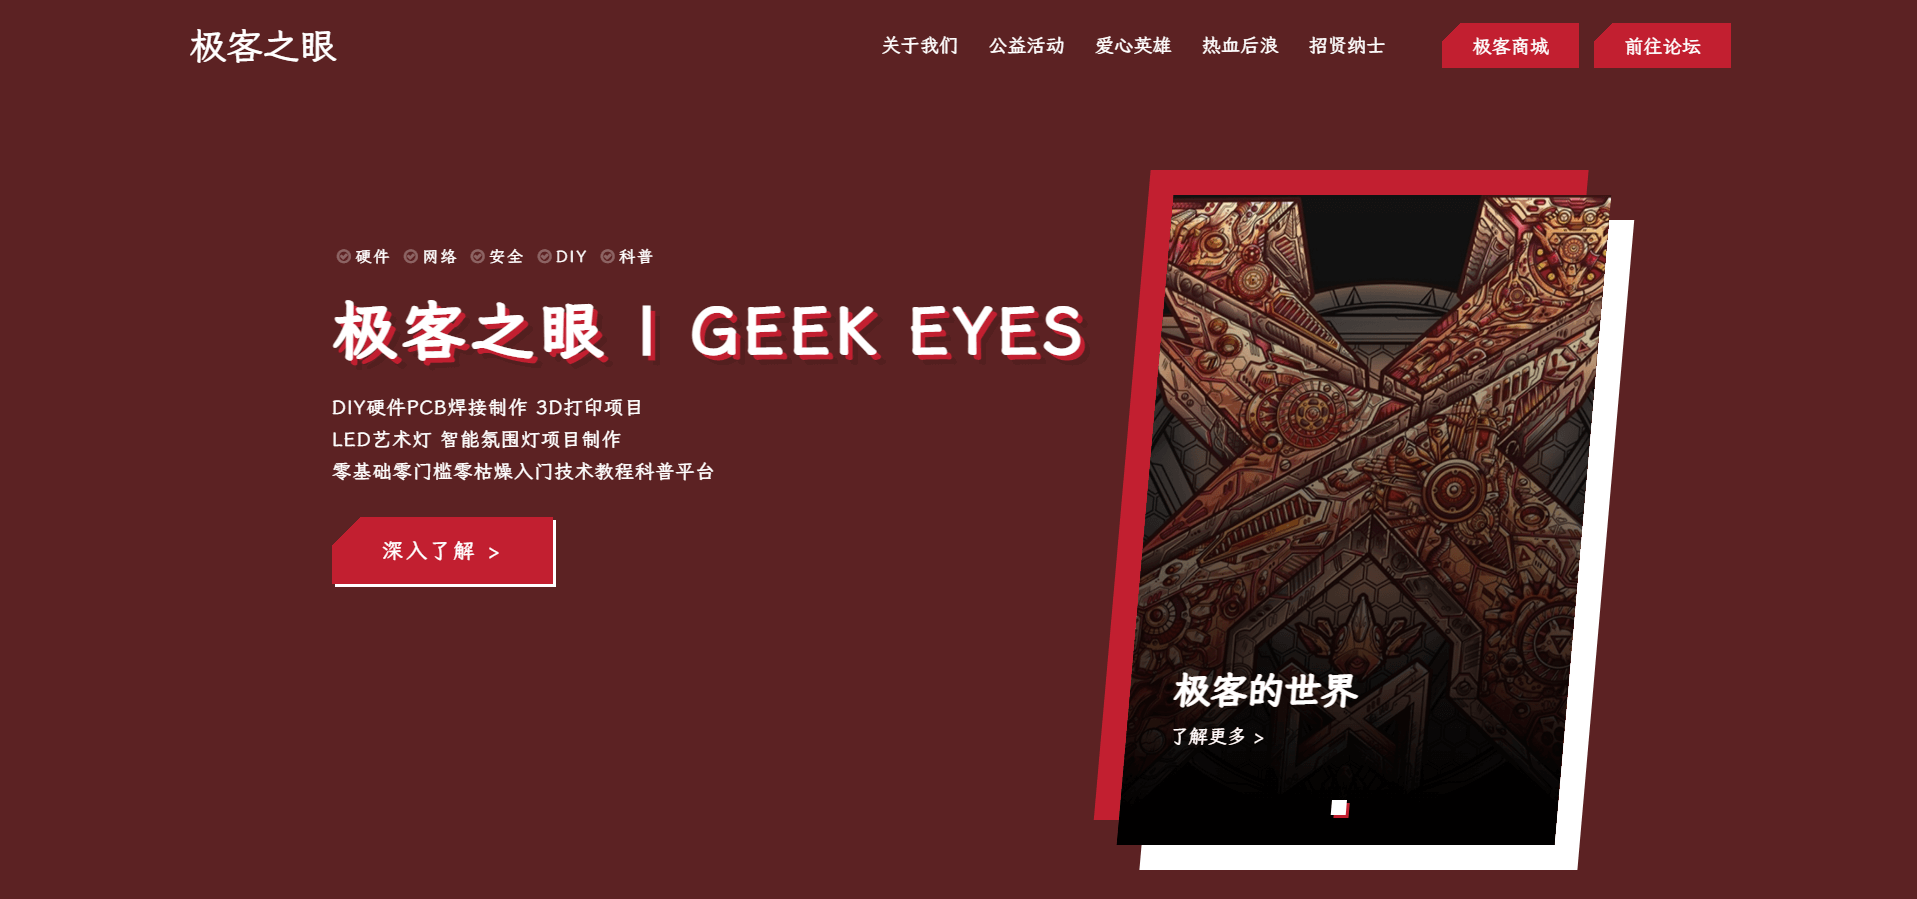 极客之眼
关于我们 公益活动 爱心英雄 热血后浪 招贤纳士 极客商城 前往论坛
硬件 网络 安全 DIY 科普
极客之眼 | GEEK EYES
DIY硬件PCB焊接制作 3D打印项目
LED艺术灯 智能氛围灯项目制作
零基础零门槛零枯燥入门技术教程科普平台
深入了解 >
极客的世界
了解更多 >